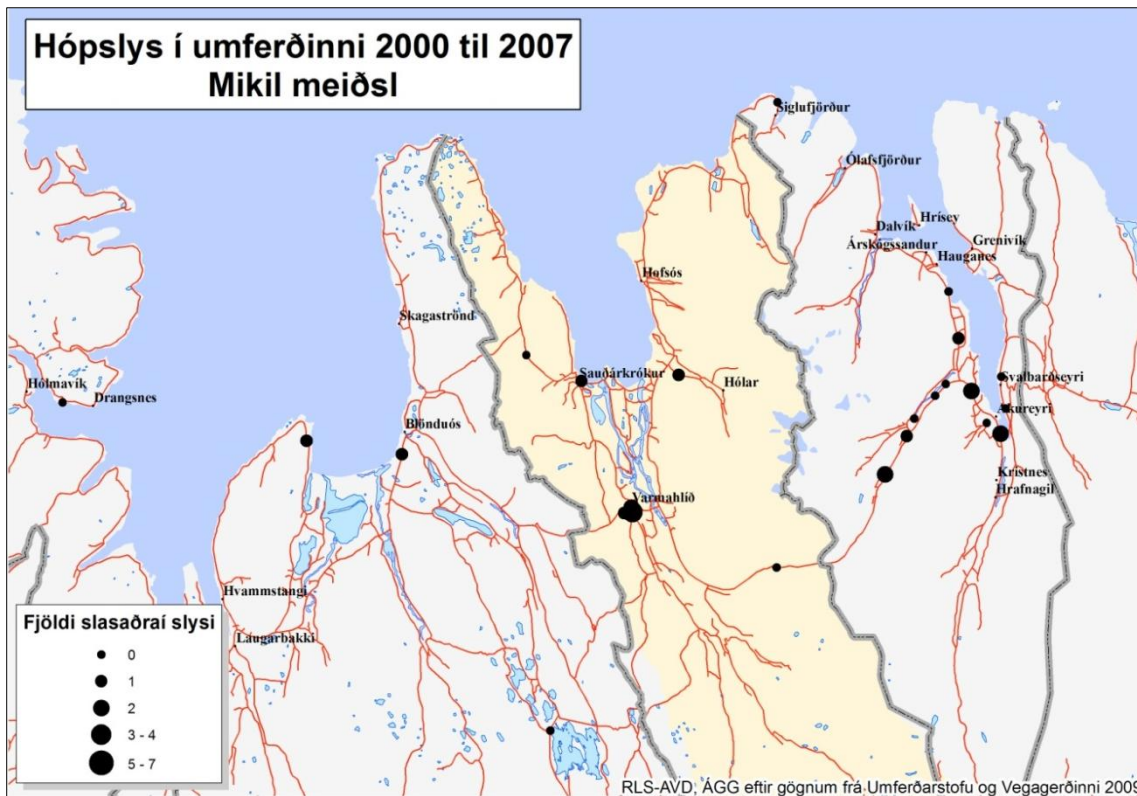 Hópslys í umferðinni 2000 til 2007
Mikil meiðsl
Siglufjörður
Ólafsfjörður
Hrísey
Dalvík
Grenivík
Árskógssandur
Hauganes
Hofsós
Skagaströnd
Svalbarðseyri
Sauðárkrókur
Hólmavík
Hólar
Drangsnes
Akureyri
Blönduós
Kristnes
Hrafnagil
Varmahlíð
Hvammstangi
Laugarbakki
Fjöldi slasaðraí slysi
0
1
2
3 - 4
5 - 7
RLS-AVD, ÁGG eftir gögnum frá Umferðarstofu og Vegagerðinni 2009